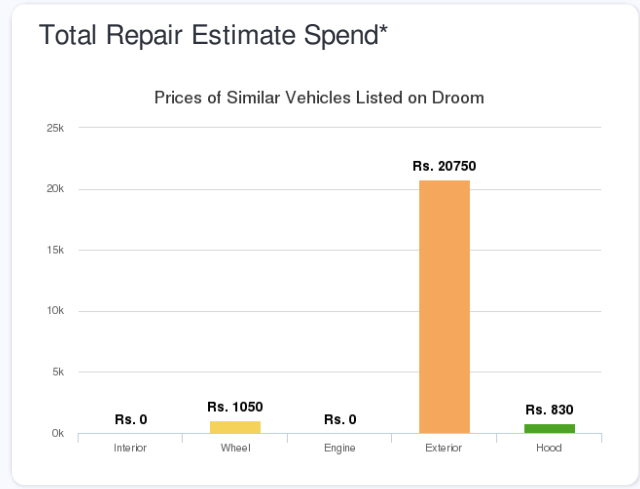 Total Repair Estimate Spend*
Prices of Similar Vehicles Listed on Droom
25k
20k
15k
10k
5k
0k
Rs. 0
Rs. 1050
Rs. 0
Rs. 20750
Rs. 830
Interior
Wheel
Engine
Exterior
Hood